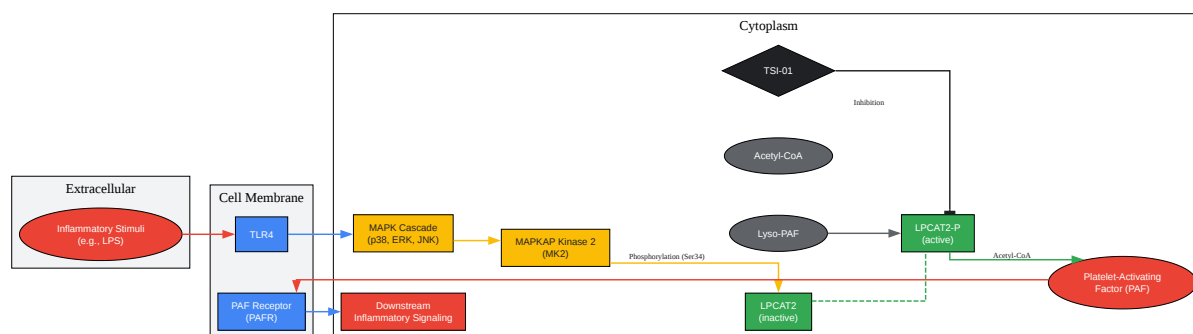 Cytoplasm
TSI-01
Inhibition
Acetyl-CoA
Extracellular
Inflammatory Stimuli
(e.g., LPS)
Cell Membrane
TLR4
MAPK Cascade
(p38, ERK, JNK)
MAPKAP Kinase 2
(MK2)
Phosphorylation (Ser34)
Lyso-PAF
LPCAT2-P
(active)
Acetyl-CoA
Platelet-Activating
Factor (PAF)
PAF Receptor
(PAFR)
Downstream
Inflammatory Signaling
LPCAT2
(inactive)